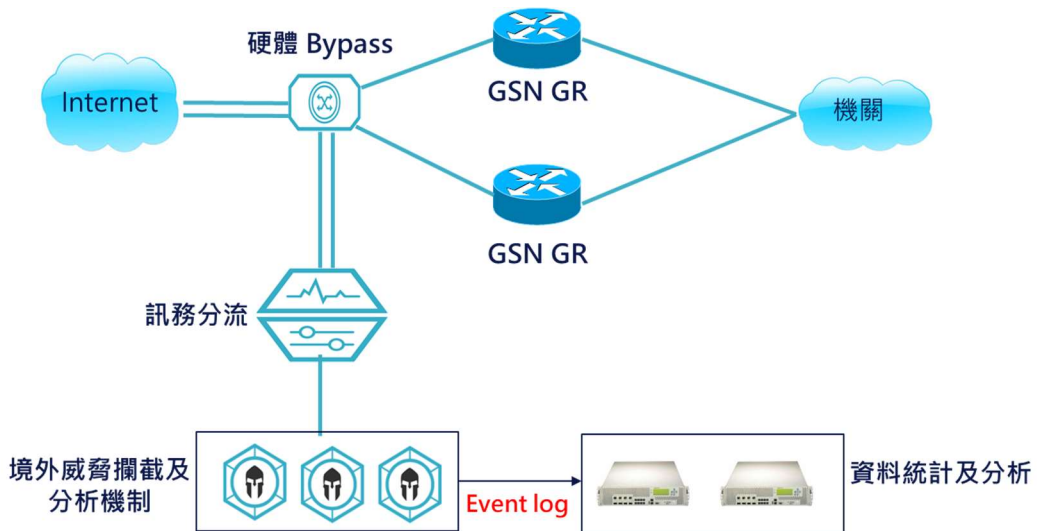 硬體 Bypass
Internet
GSN GR
機關
GSN GR
訊務分流
境外威脅攔截及
分析機制
Event log
資料統計及分析